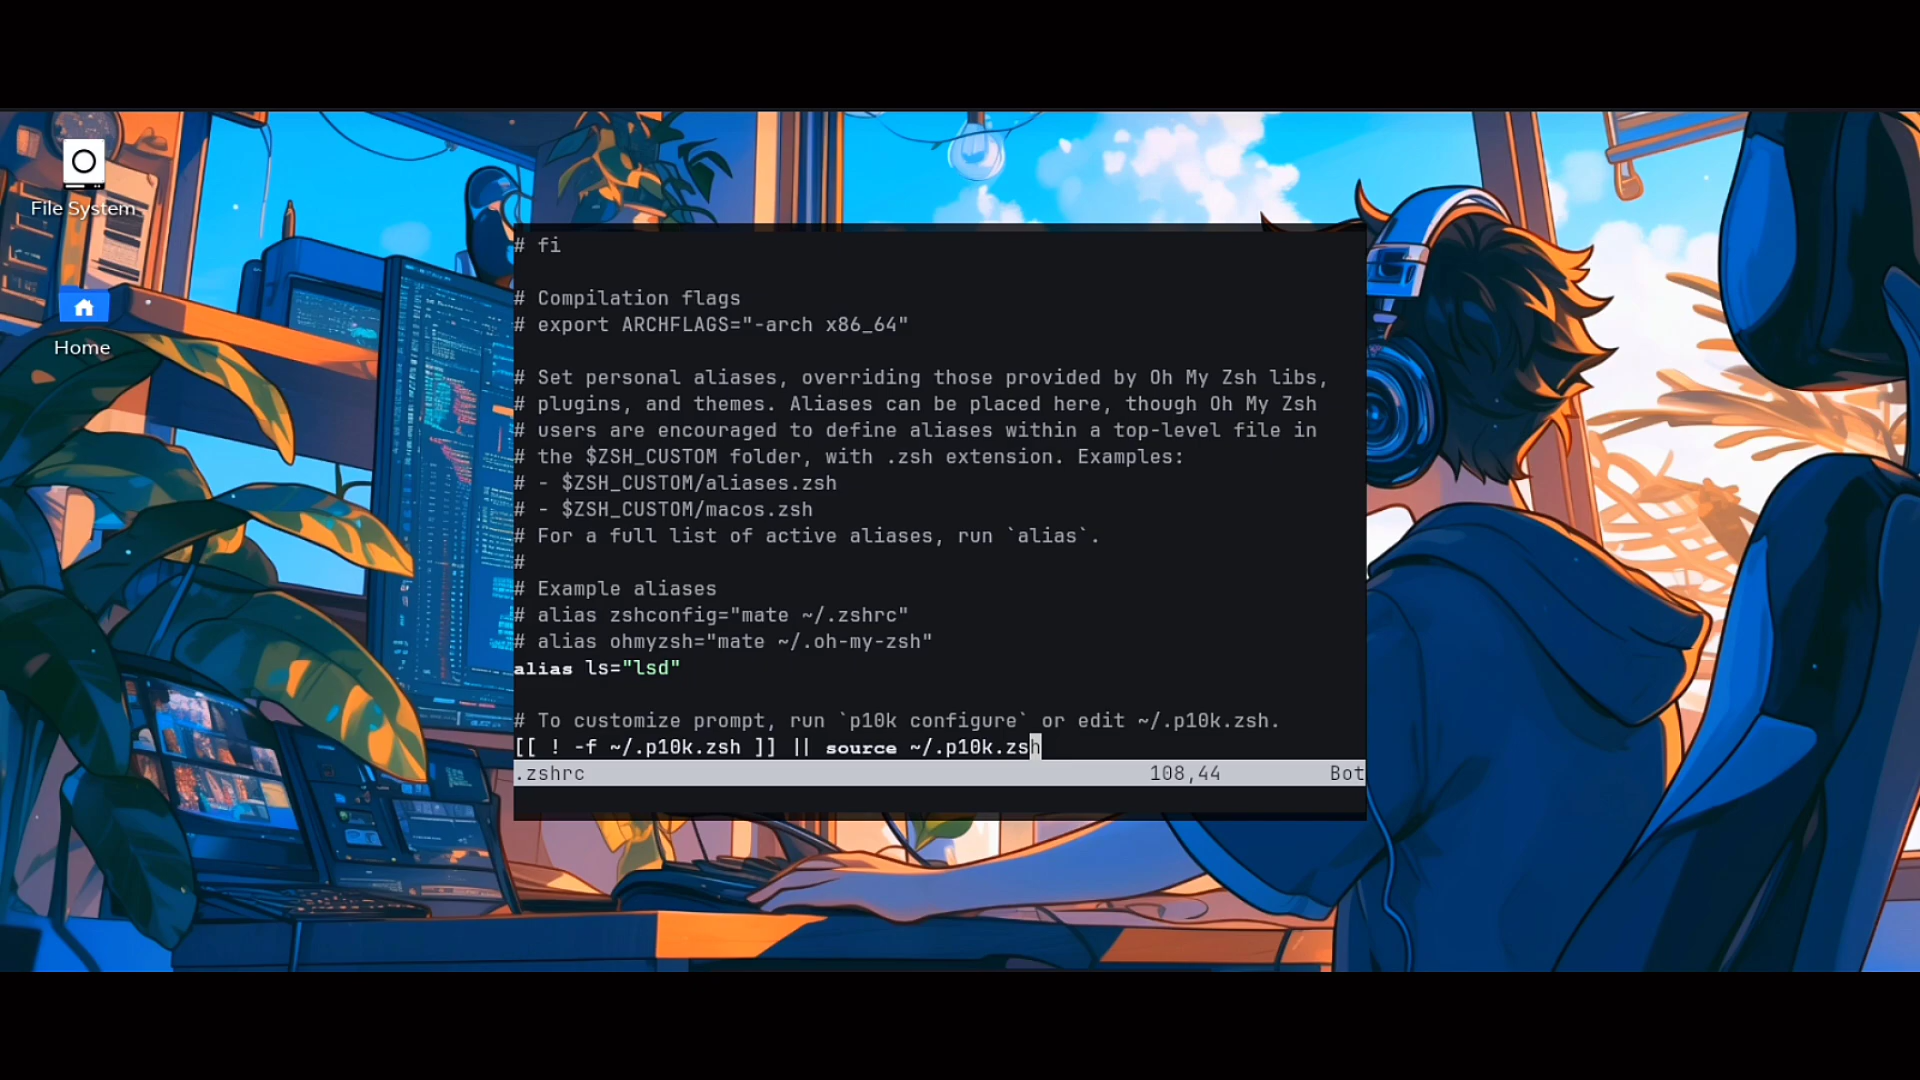 File System
Home
# fi
# Compilation flags
# export ARCHFLAGS="-arch x86_64"
# Set personal aliases, overriding those provided by Oh My Zsh libs,
# plugins, and themes. Aliases can be placed here, though Oh My Zsh
# users are encouraged to define aliases within a top-level file in
# the $ZSH_CUSTOM folder, with .zsh extension. Examples:
# - $ZSH_CUSTOM/aliases.zsh
# - $ZSH_CUSTOM/macos.zsh
# For a full list of active aliases, run `alias`.
#
# Example aliases
# alias zshconfig="mate ~/.zshrc"
# alias ohmyzsh="mate ~/.oh-my-zsh"
alias ls="lsd"
# To customize prompt, run `p10k configure` or edit ~/.p10k.zsh.
[[ ! -f ~/.p10k.zsh ]] || source ~/.p10k.zsh
.zshrc 108,44 Bot